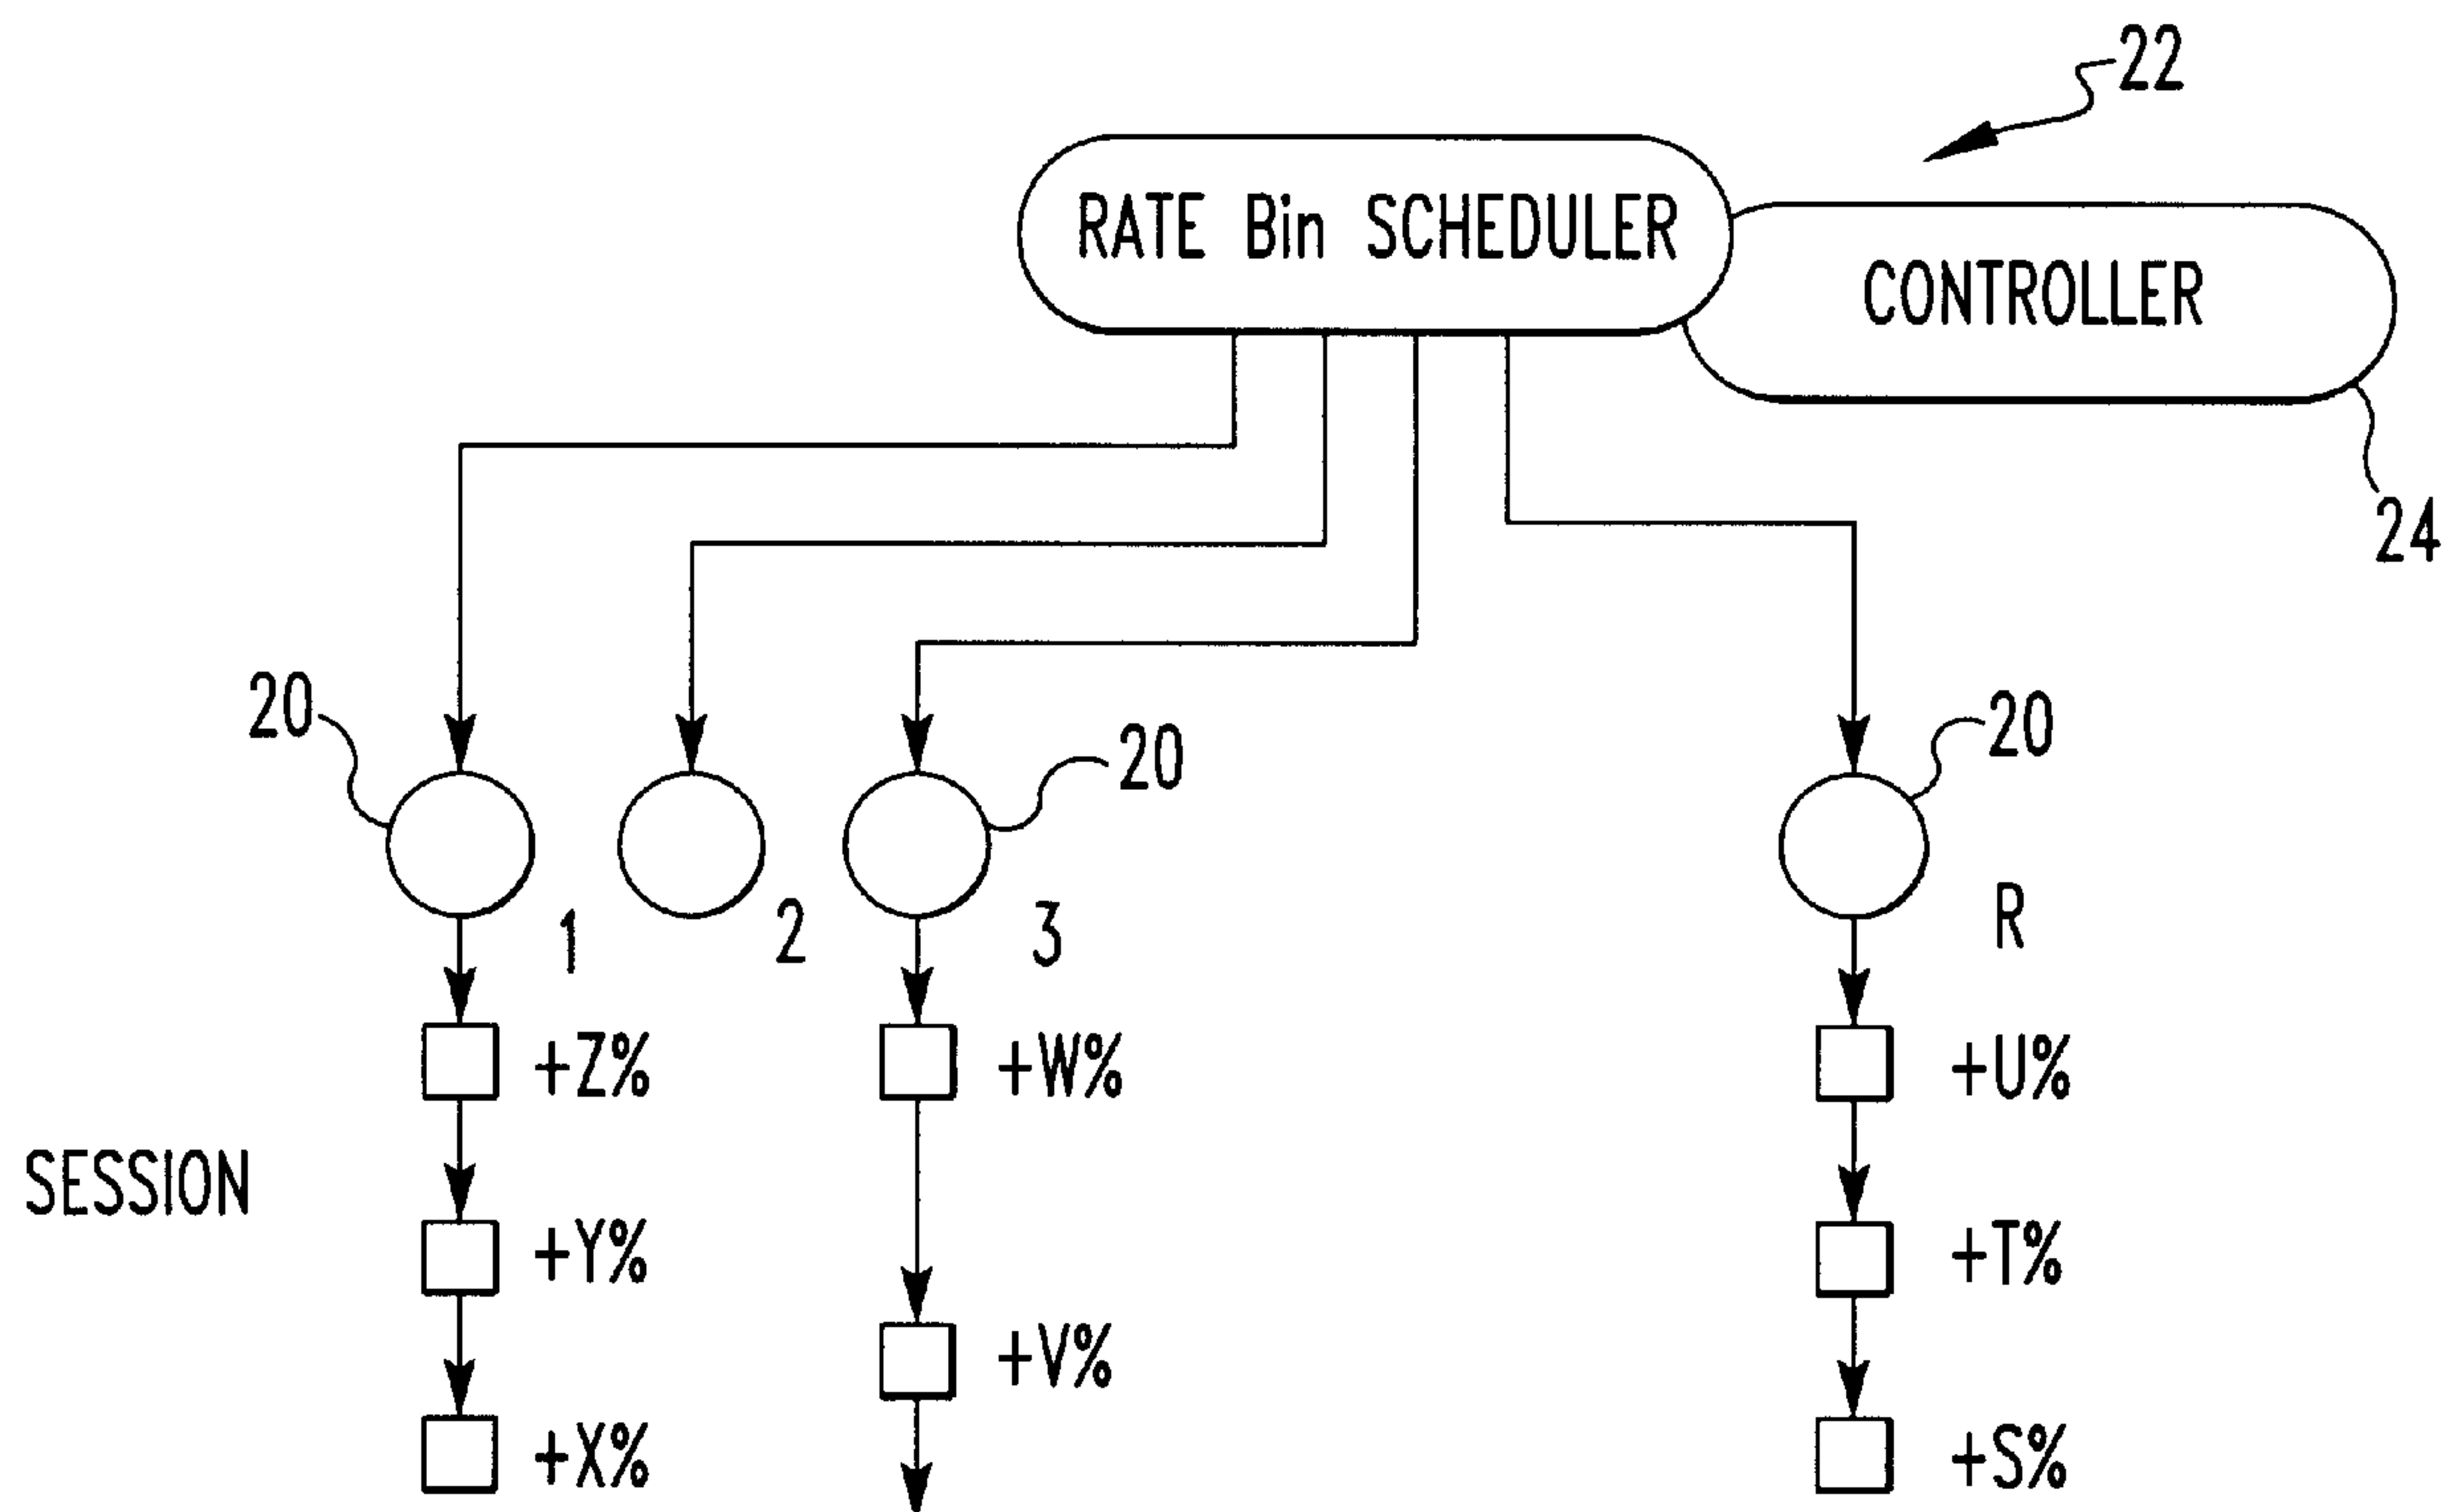 22
RATE Bin SCHEDULER
CONTROLLER
24
20
20
20
1
2
3
R
+Z%
+W%
+U%
SESSION
+Y%
+T%
+V%
+X%
+S%